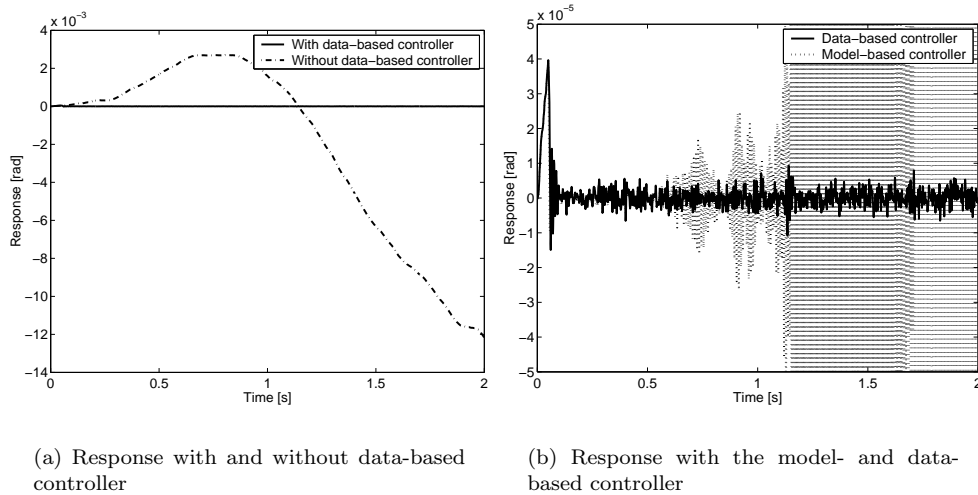 x 10−3
4
2
0
−2
−4
−6
−8
−10
−12
−14
0
0.5
1
1.5
2
Time [s]
Response [rad]
With data−based controller
Without data−based controller
(a) Response with and without data-based
controller
x 10−5
5
4
3
2
1
0
−1
−2
−3
−4
−5
0
0.5
1
1.5
2
Time [s]
Response [rad]
Data−based controller
Model−based controller
(b) Response with the model- and data-
based controller